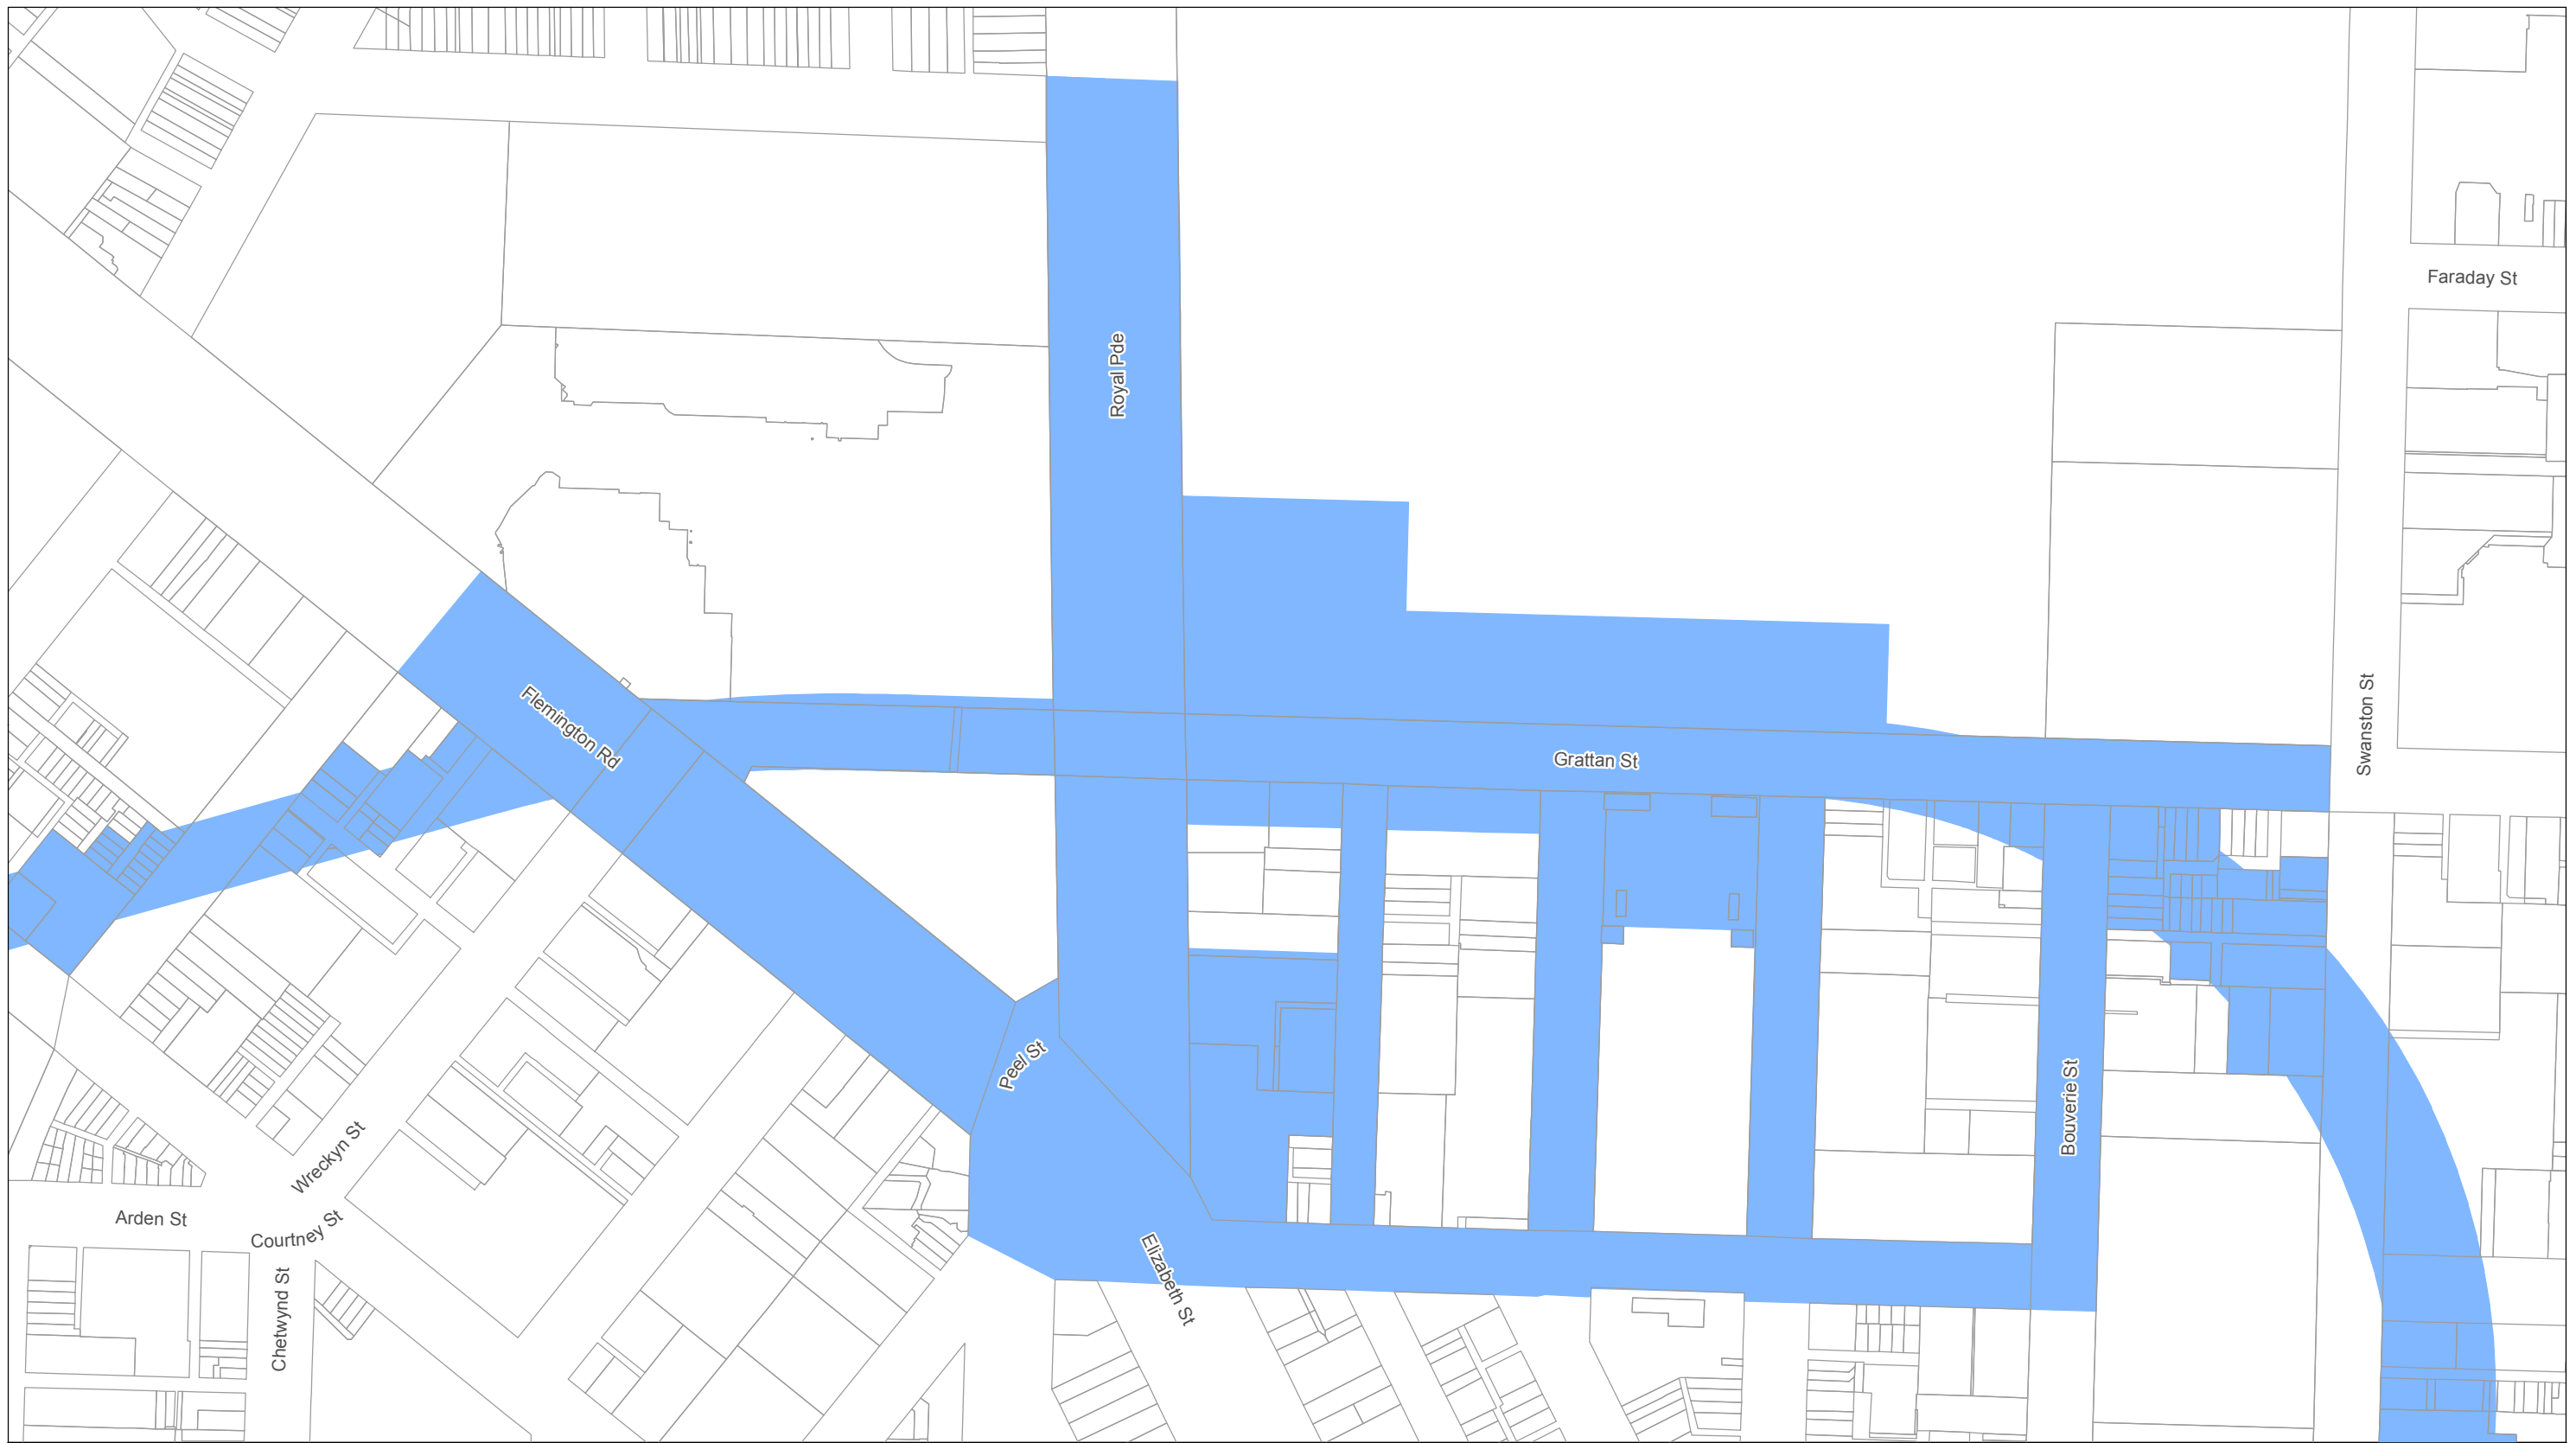 Faraday St
Royal Pde
Flemington Rd
Swanston St
Grattan St
Peel St
Bouverie St
Wreckyn St
Arden St
Courtney St
Elizabeth St
Chetwynd St